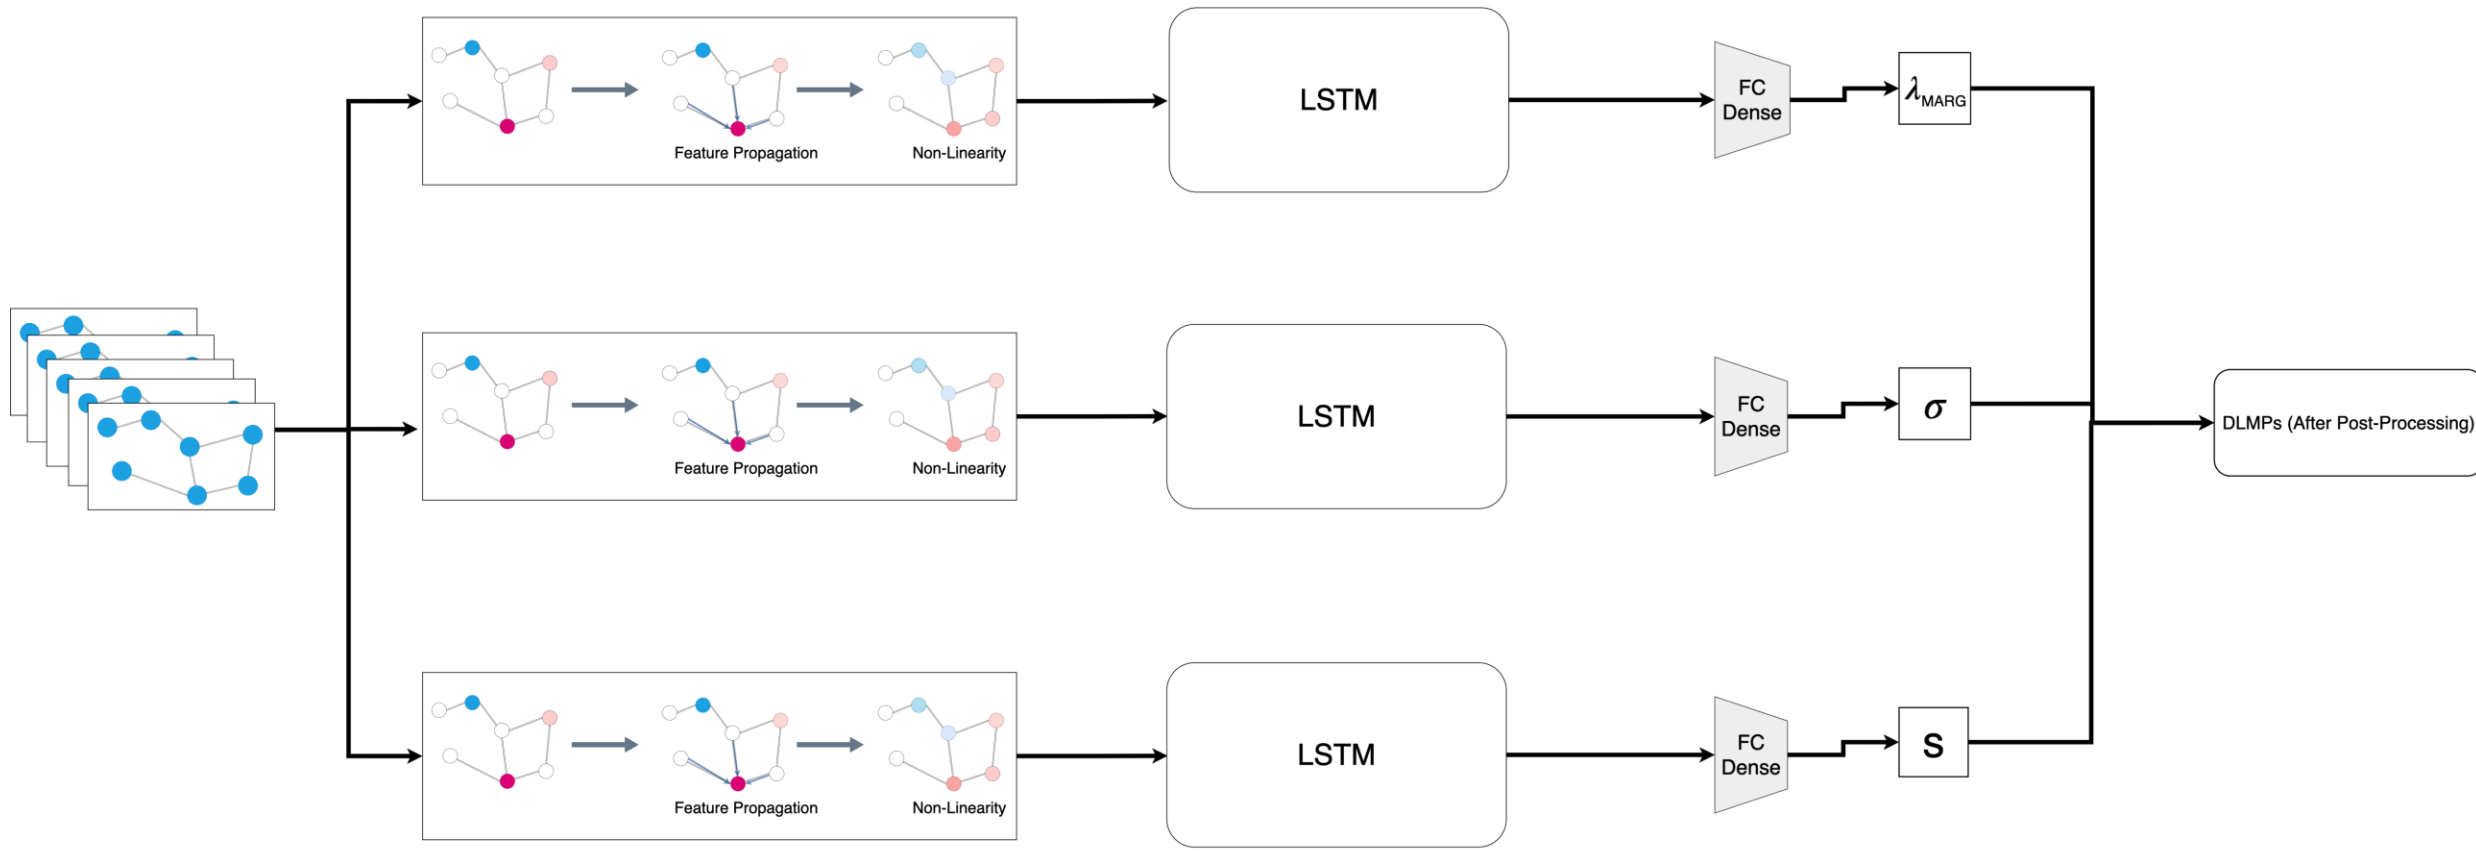 Feature Propagation
Non-Linearity
LSTM
FC
Dense
λMARG
Feature Propagation
Non-Linearity
LSTM
FC
Dense
σ
DLMPs (After Post-Processing)
Feature Propagation
Non-Linearity
LSTM
FC
Dense
S